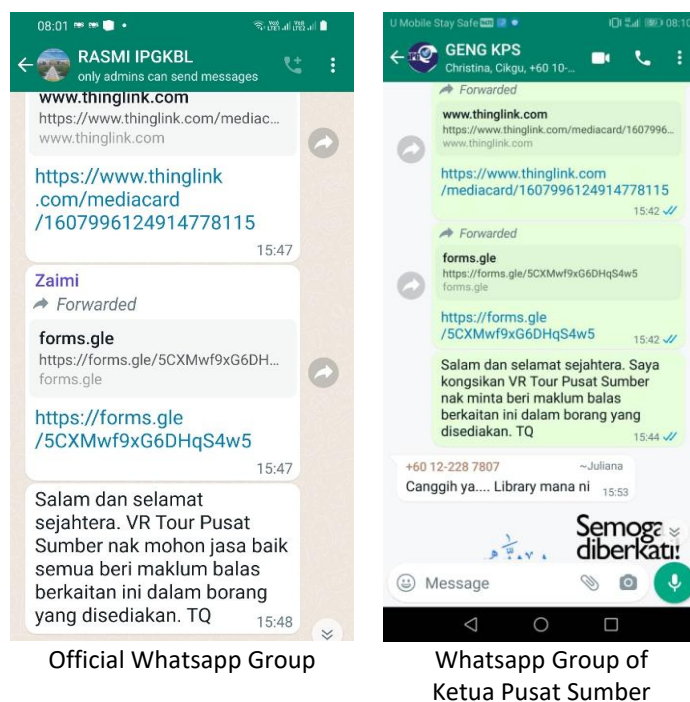 08:01
RASMI IPGKBL
only admins can send messages
www.thinglink.com
https://www.thinglink.com/mediac...
www.thinglink.com
https://www.thinglink
.com/mediacard
/1607996124914778115
15:47
Zaimi
Forwarded
forms.gle
https://forms.gle/5CXMwf9xG6DH...
forms.gle
https://forms.gle
/5CXMwf9xG6DHqS4w5
15:47
Salam dan selamat
sejahtera. VR Tour Pusat
Sumber nak mohon jasa baik
semua beri maklum balas
berkaitan ini dalam borang
yang disediakan. TQ
15:48
Official Whatsapp Group
U Mobile Stay Safe
08:10
GENG KPS
Christina, Cikgu, +60 10-...
Forwarded
www.thinglink.com
https://www.thinglink.com/mediacard/1607996...
www.thinglink.com
https://www.thinglink.com
/mediacard/1607996124914778115
15:42
Forwarded
forms.gle
https://forms.gle/5CXMwf9xG6DHqS4w5
forms.gle
https://forms.gle
/5CXMwf9xG6DHqS4w5
15:42
Salam dan selamat sejahtera. Saya
kongsikan VR Tour Pusat Sumber
nak minta beri maklum balas
berkaitan ini dalam borang yang
disediakan. TQ
15:44
+60 12-228 7807 ~Juliana
Canggih ya.... Library mana ni 15:53
Semoga
diberkati!
Message
Whatsapp Group of
Ketua Pusat Sumber